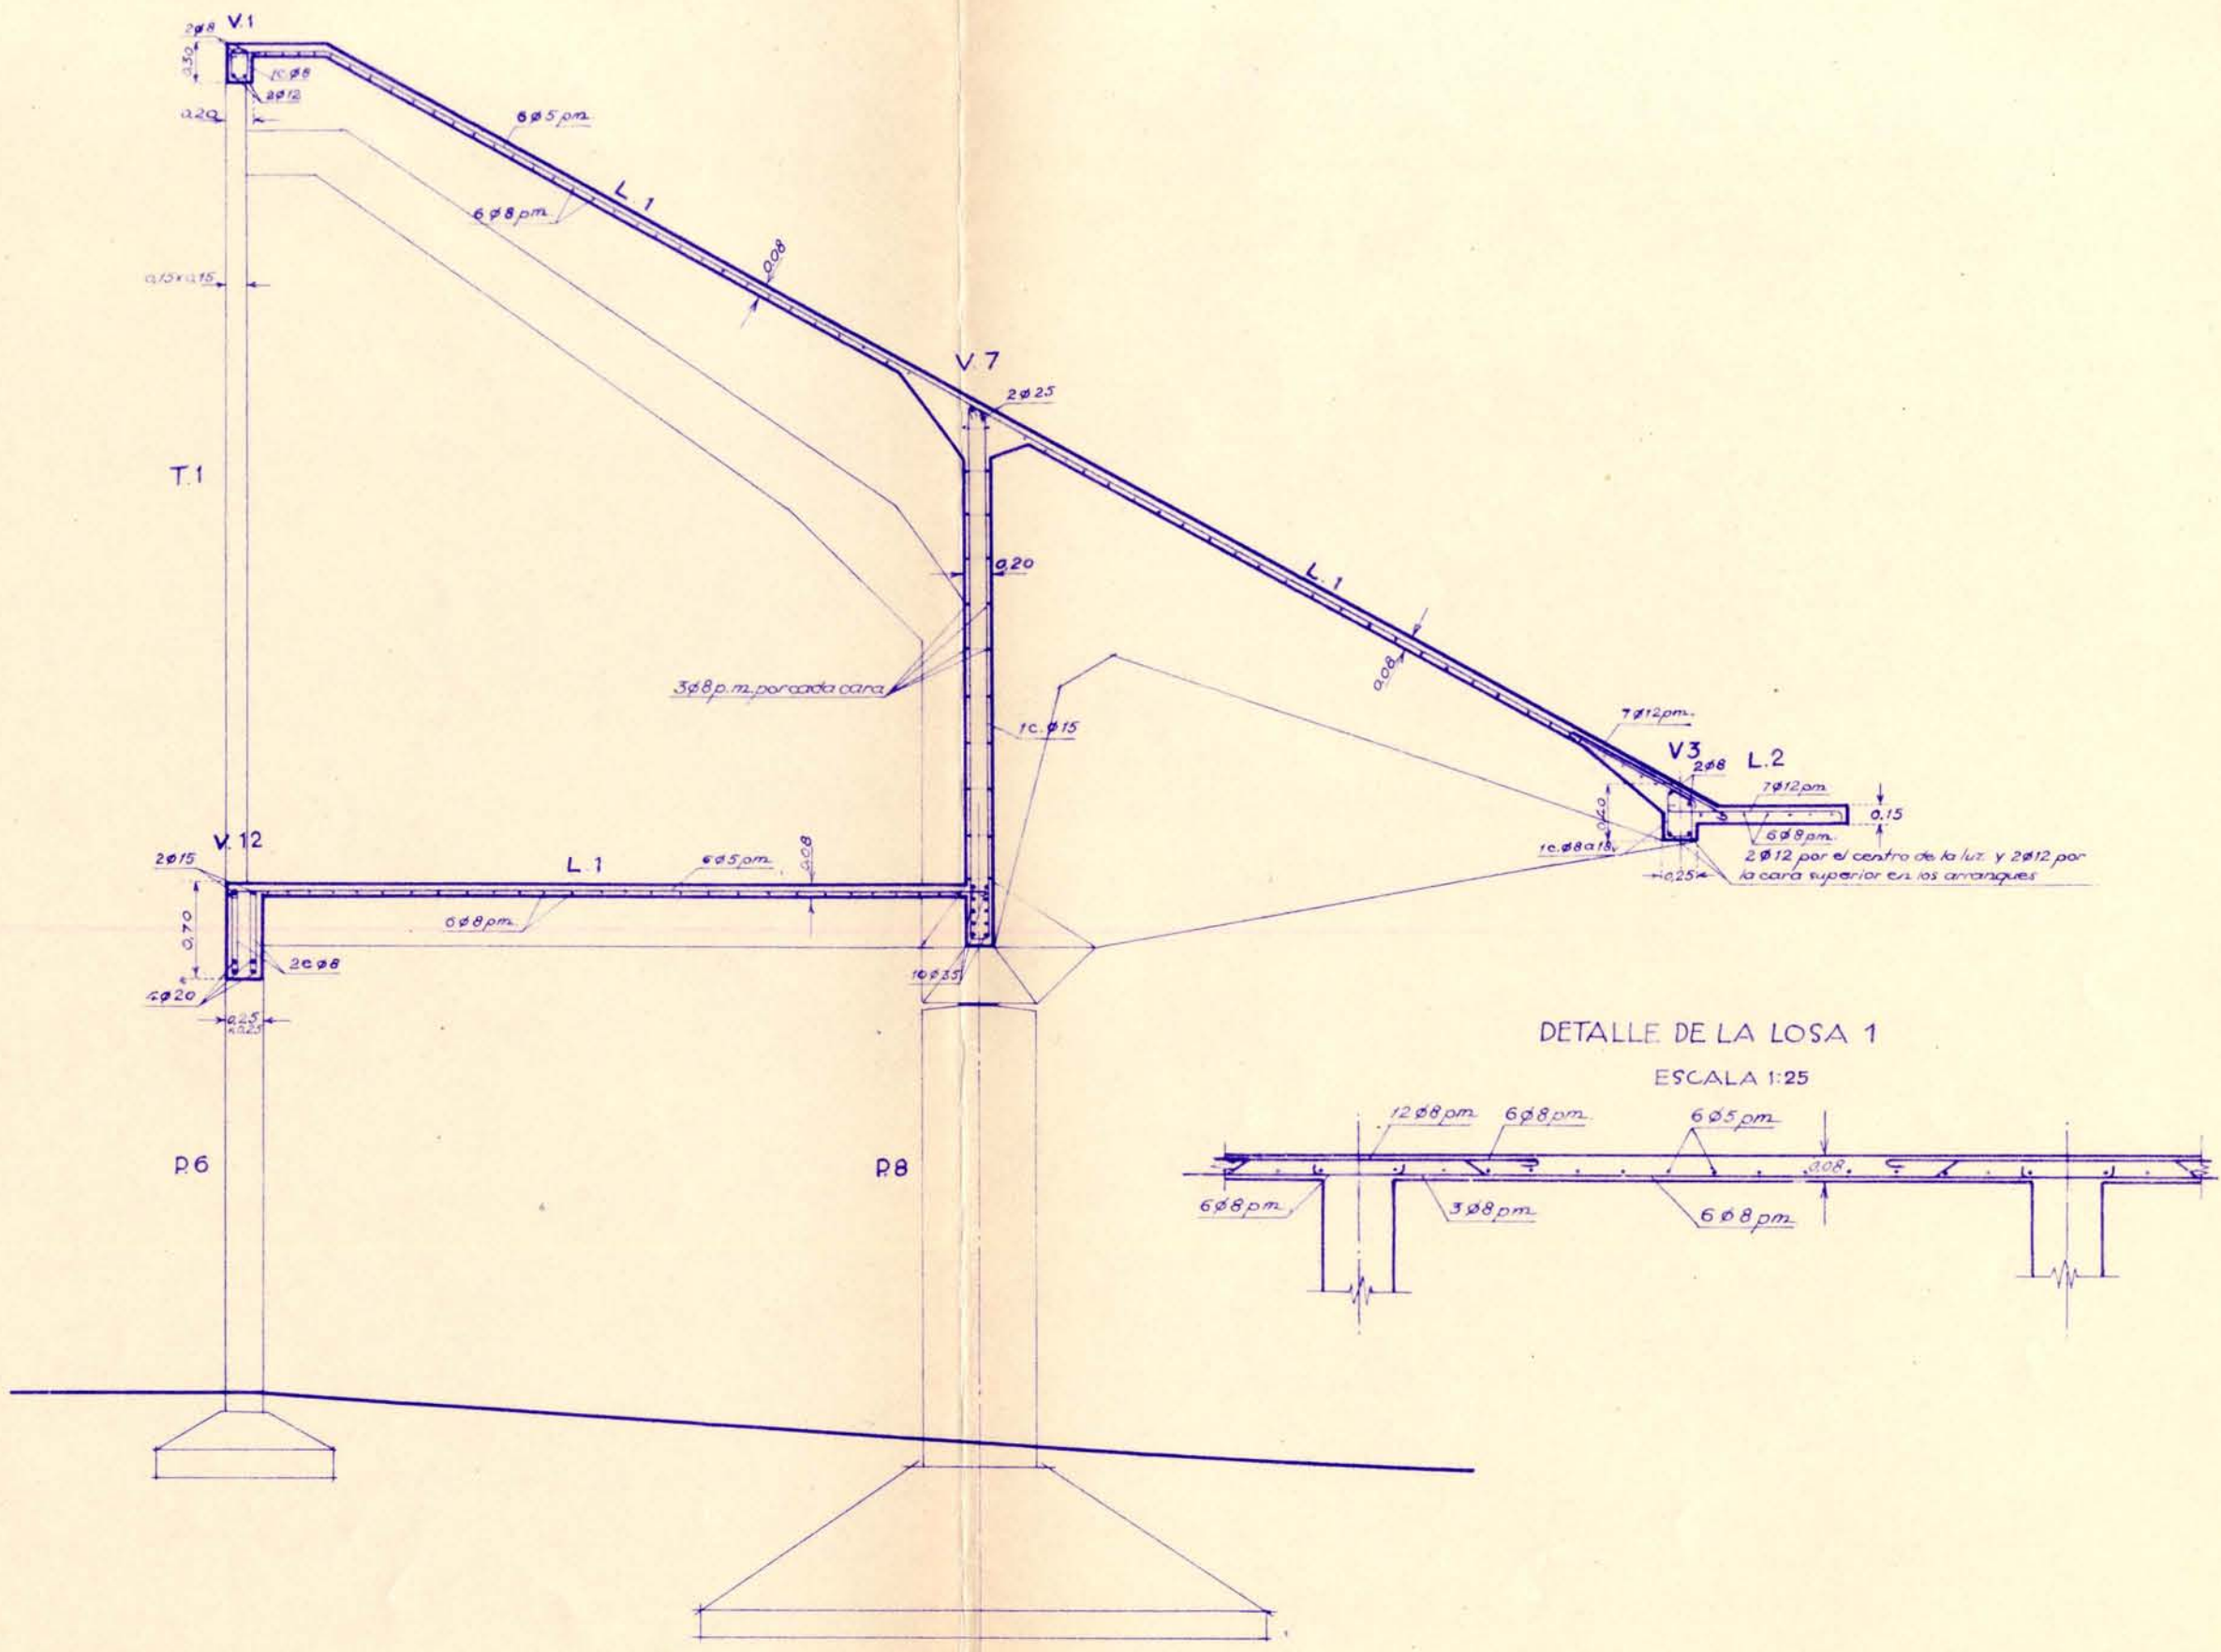 2ø8 V.1
0,30
1c.ø8
2ø12
0,20
6ø5 pm.
L.1
6ø8 pm.
0.08
0,15x0,15
V.7
2ø25
T.1
0,20
L.1
0.08
3ø8 p.m. por cada cara
1c.ø15
7ø12 pm.
V3
2ø8
L.2
7ø12 pm
0,15
6ø8 pm.
1c.ø8 a 18
0,25
2ø12 por el centro de la luz y 2ø12 por
la cara superior en los arranques
V.12
2ø15
L.1
6ø5 pm.
0,08
6ø8 pm.
0,70
2cø8
4ø20
0,25
10ø35
P.6
P.8
DETALLE DE LA LOSA 1
ESCALA 1:25
12ø8 pm.
6ø8 pm.
6ø5 pm.
0,08
6ø8 pm.
3ø8 pm.
6ø8 pm.